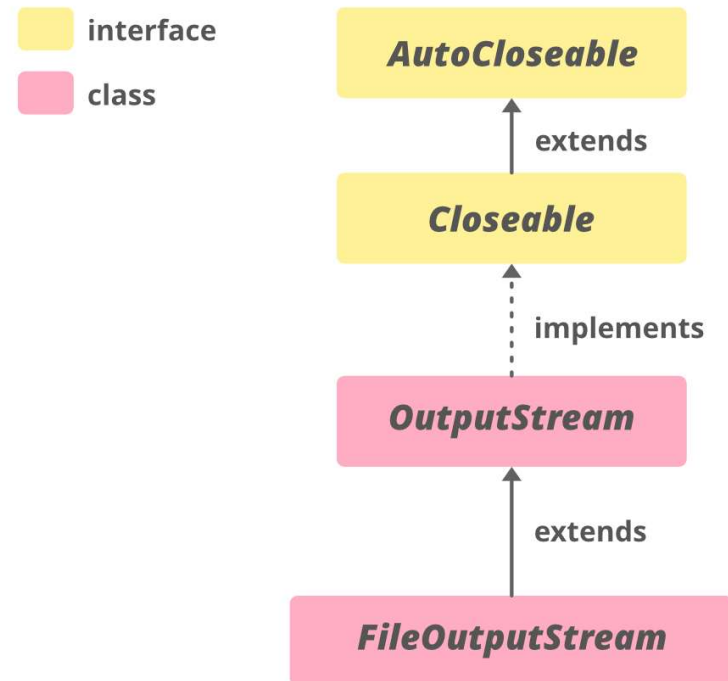 interface
class
AutoCloseable
extends
Closeable
implements
OutputStream
extends
FileOutputStream